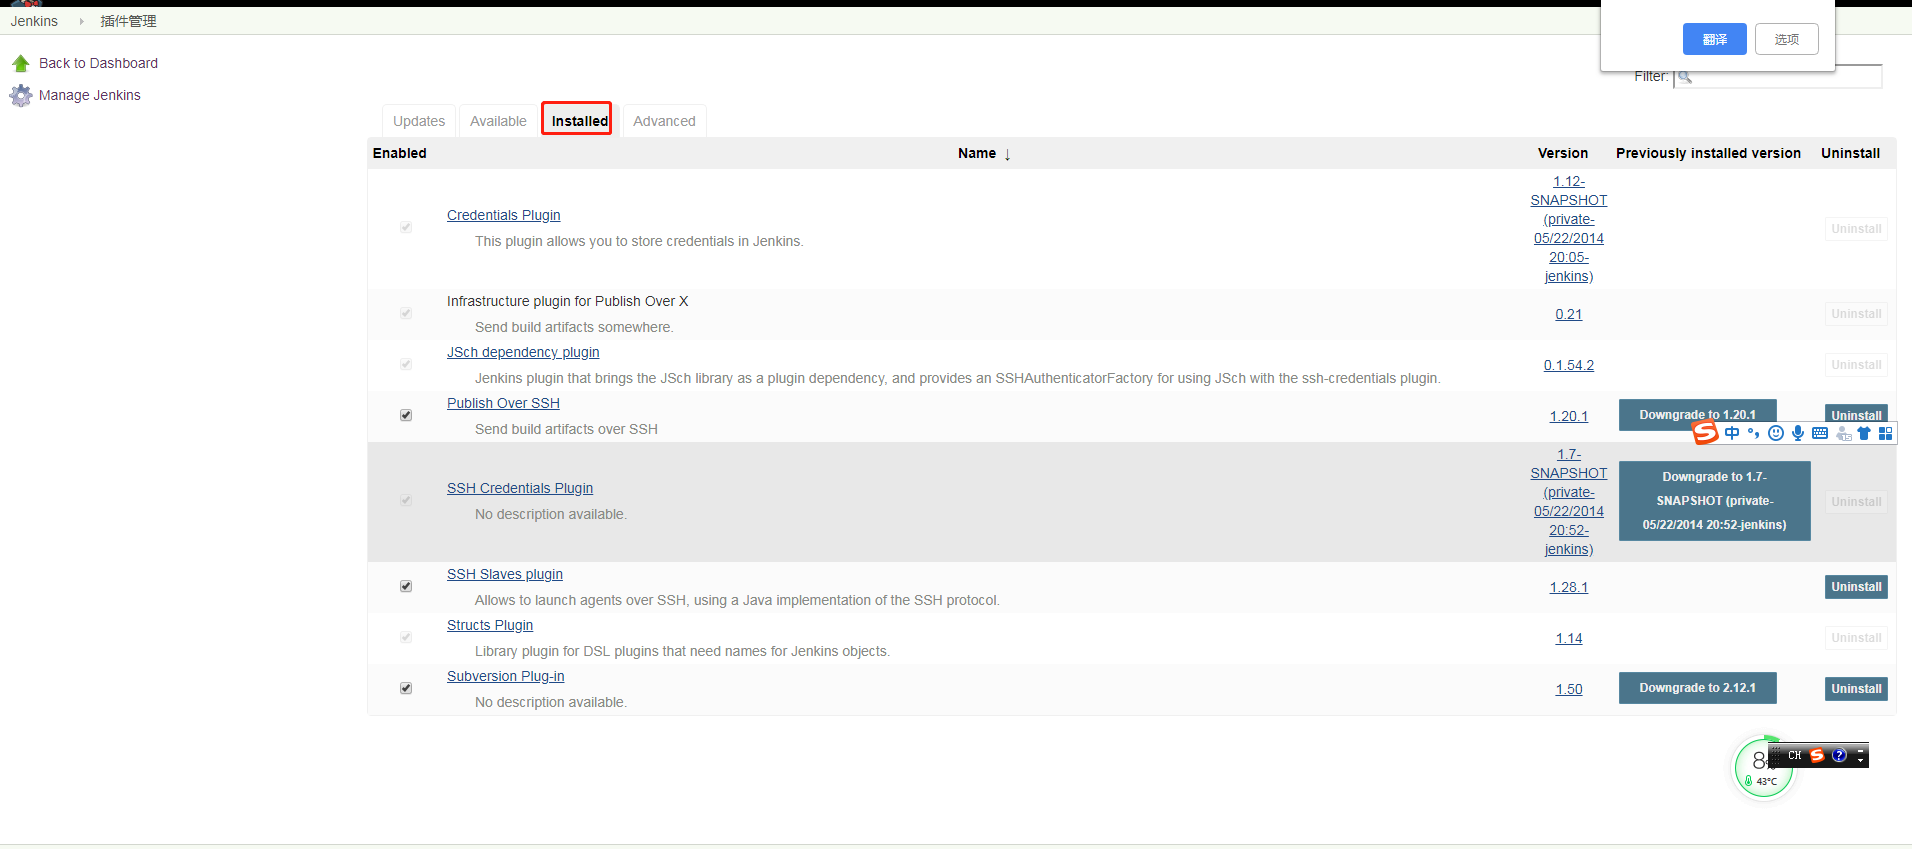 Jenkins
插件管理
翻译
选项
Back to Dashboard
Manage Jenkins
Filter:
Updates
Available
Installed
Advanced
Enabled
Name ↓
Version
Previously installed version
Uninstall
Credentials Plugin
This plugin allows you to store credentials in Jenkins.
1.12-
SNAPSHOT
(private-
05/22/2014
20:05-
jenkins)
Uninstall
Infrastructure plugin for Publish Over X
Send build artifacts somewhere.
0.21
Uninstall
JSch dependency plugin
Jenkins plugin that brings the JSch library as a plugin dependency, and provides an SSHAuthenticatorFactory for using JSch with the ssh-credentials plugin.
0.1.54.2
Uninstall
Publish Over SSH
Send build artifacts over SSH
1.20.1
Downgrade to 1.20.1
Uninstall
中
SSH Credentials Plugin
No description available.
1.7-
SNAPSHOT
(private-
05/22/2014
20:52-
jenkins)
Downgrade to 1.7-
SNAPSHOT (private-
05/22/2014 20:52-jenkins)
Uninstall
SSH Slaves plugin
Allows to launch agents over SSH, using a Java implementation of the SSH protocol.
1.28.1
Uninstall
Structs Plugin
Library plugin for DSL plugins that need names for Jenkins objects.
1.14
Uninstall
Subversion Plug-in
No description available.
1.50
Downgrade to 2.12.1
Uninstall
8%
43°C
CH